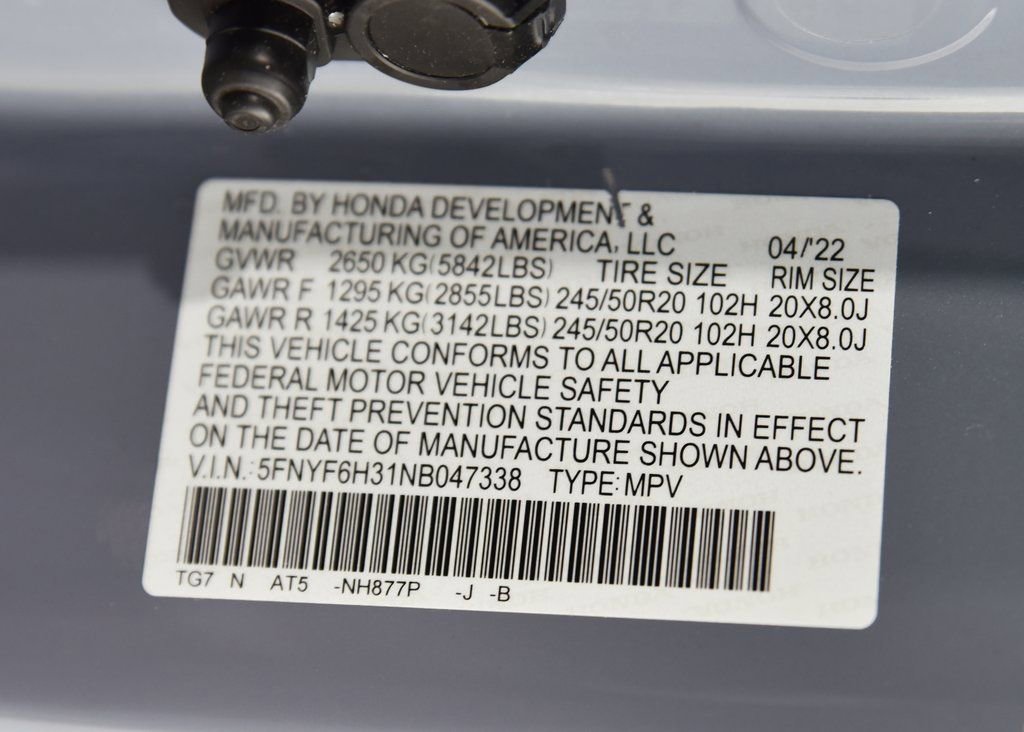 MFD. BY HONDA DEVELOPMENT &
MANUFACTURING OF AMERICA, LLC 04/'22
GVWR 2650 KG(5842LBS) TIRE SIZE RIM SIZE
GAWR F 1295 KG(2855LBS) 245/50R20 102H 20X8.0J
GAWR R 1425 KG(3142LBS) 245/50R20 102H 20X8.0J
THIS VEHICLE CONFORMS TO ALL APPLICABLE
FEDERAL MOTOR VEHICLE SAFETY
AND THEFT PREVENTION STANDARDS IN EFFECT
ON THE DATE OF MANUFACTURE SHOWN ABOVE.
V.I.N.: 5FNYF6H31NB047338 TYPE: MPV
TG7 N AT5 -NH877P -J -B